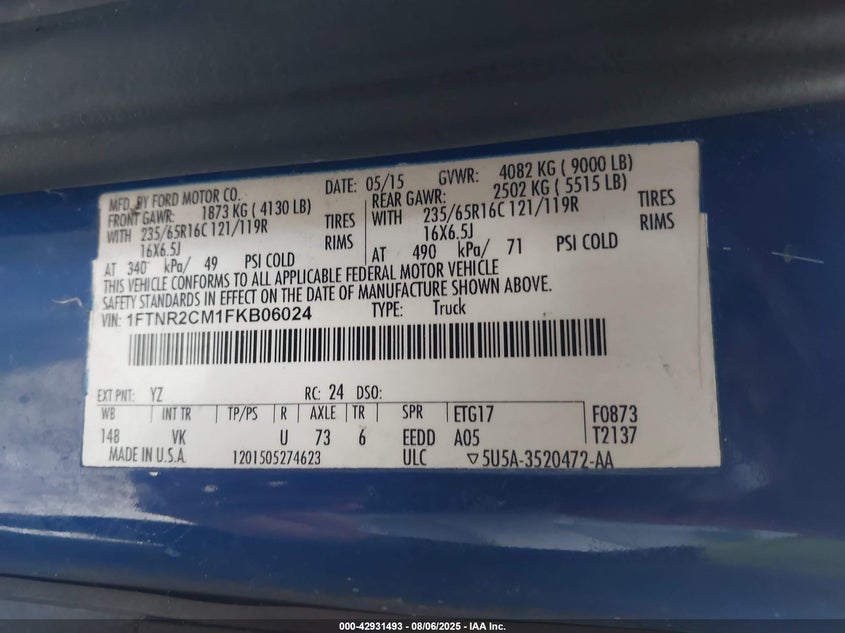 MFD. BY FORD MOTOR CO. DATE: 05/15 GVWR: 4082 KG ( 9000 LB)
FRONT GAWR: 1873 KG ( 4130 LB) REAR GAWR: 2502 KG ( 5515 LB)
WITH 235/65R16C 121/119R TIRES WITH 235/65R16C 121/119R TIRES
16X6.5J RIMS 16X6.5J RIMS
AT 340 kPa/ 49 PSI COLD AT 490 kPa/ 71 PSI COLD
THIS VEHICLE CONFORMS TO ALL APPLICABLE FEDERAL MOTOR VEHICLE
SAFETY STANDARDS IN EFFECT ON THE DATE OF MANUFACTURE SHOWN ABOVE.
VIN: 1FTNR2CM1FKB06024 TYPE: Truck
EXT PNT: YZ RC: 24 DSO:
WB INT TR TP/PS R AXLE TR SPR ETG17 F0873
148 VK U 73 6 EEDD A05 T2137
MADE IN U.S.A. 1201505274623 ULC ▽5U5A-3520472-AA
000-42931493 - 08/06/2025 - IAA Inc.